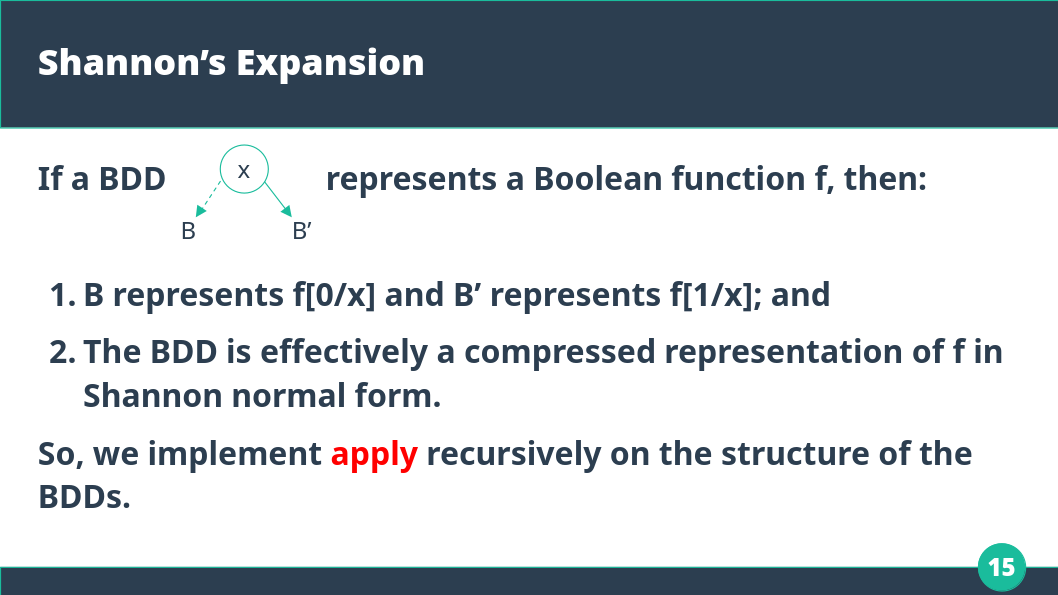 Shannon’s Expansion
x
If a BDD represents a Boolean function f, then:
B B’
1. B represents f[0/x] and B’ represents f[1/x]; and
2. The BDD is effectively a compressed representation of f in
Shannon normal form.
So, we implement apply recursively on the structure of the
BDDs.
15